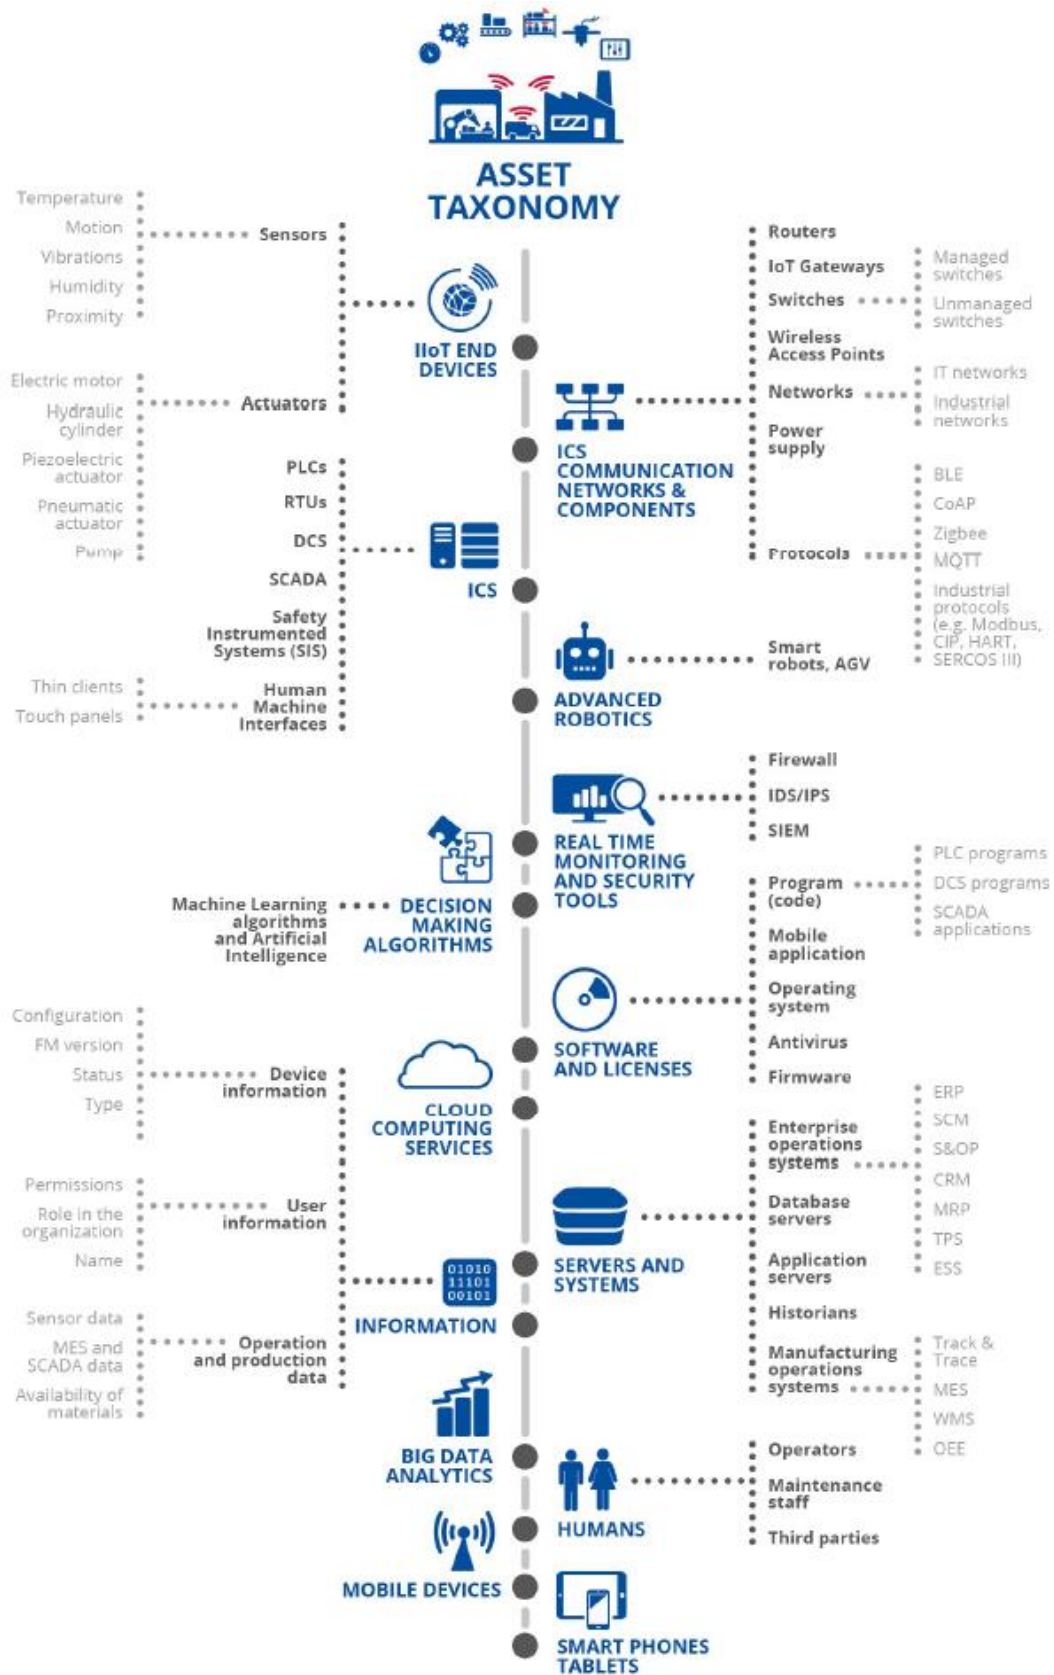 ASSET
TAXONOMY
Temperature
Motion
Vibrations
Humidity
Proximity
Sensors
Electric motor
Hydraulic
cylinder
Piezoelectric
actuator
Pneumatic
actuator
Pump
Actuators
IIoT END
DEVICES
Routers
IoT Gateways
Switches
Managed
switches
Unmanaged
switches
Wireless
Access Points
Networks
IT networks
Industrial
networks
Power
supply
Protocols
BLE
CoAP
Zigbee
MQTT
Industrial
protocols
(e.g. Modbus,
CIP, HART,
SERCOS III)
ICS
COMMUNICATION
NETWORKS &
COMPONENTS
PLCs
RTUs
DCS
SCADA
Safety
Instrumented
Systems (SIS)
Human
Machine
Interfaces
Thin clients
Touch panels
ICS
ADVANCED
ROBOTICS
Smart
robots, AGV
REAL TIME
MONITORING
AND SECURITY
TOOLS
Firewall
IDS/IPS
SIEM
DECISION
MAKING
ALGORITHMS
Machine Learning
algorithms
and Artificial
Intelligence
SOFTWARE
AND LICENSES
Program
(code)
PLC programs
DCS programs
SCADA
applications
Mobile
application
Operating
system
Antivirus
Firmware
CLOUD
COMPUTING
SERVICES
SERVERS AND
SYSTEMS
Enterprise
operations
systems
ERP
SCM
S&OP
CRM
MRP
TPS
ESS
Database
servers
Application
servers
Historians
Manufacturing
operations
systems
Track &
Trace
MES
WMS
OEE
Configuration
FM version
Status
Type
Device
information
Permissions
Role in the
organization
Name
User
information
Sensor data
MES and
SCADA data
Availability of
materials
Operation
and production
data
01010
11101
00101
INFORMATION
BIG DATA
ANALYTICS
HUMANS
Operators
Maintenance
staff
Third parties
MOBILE DEVICES
SMART PHONES
TABLETS